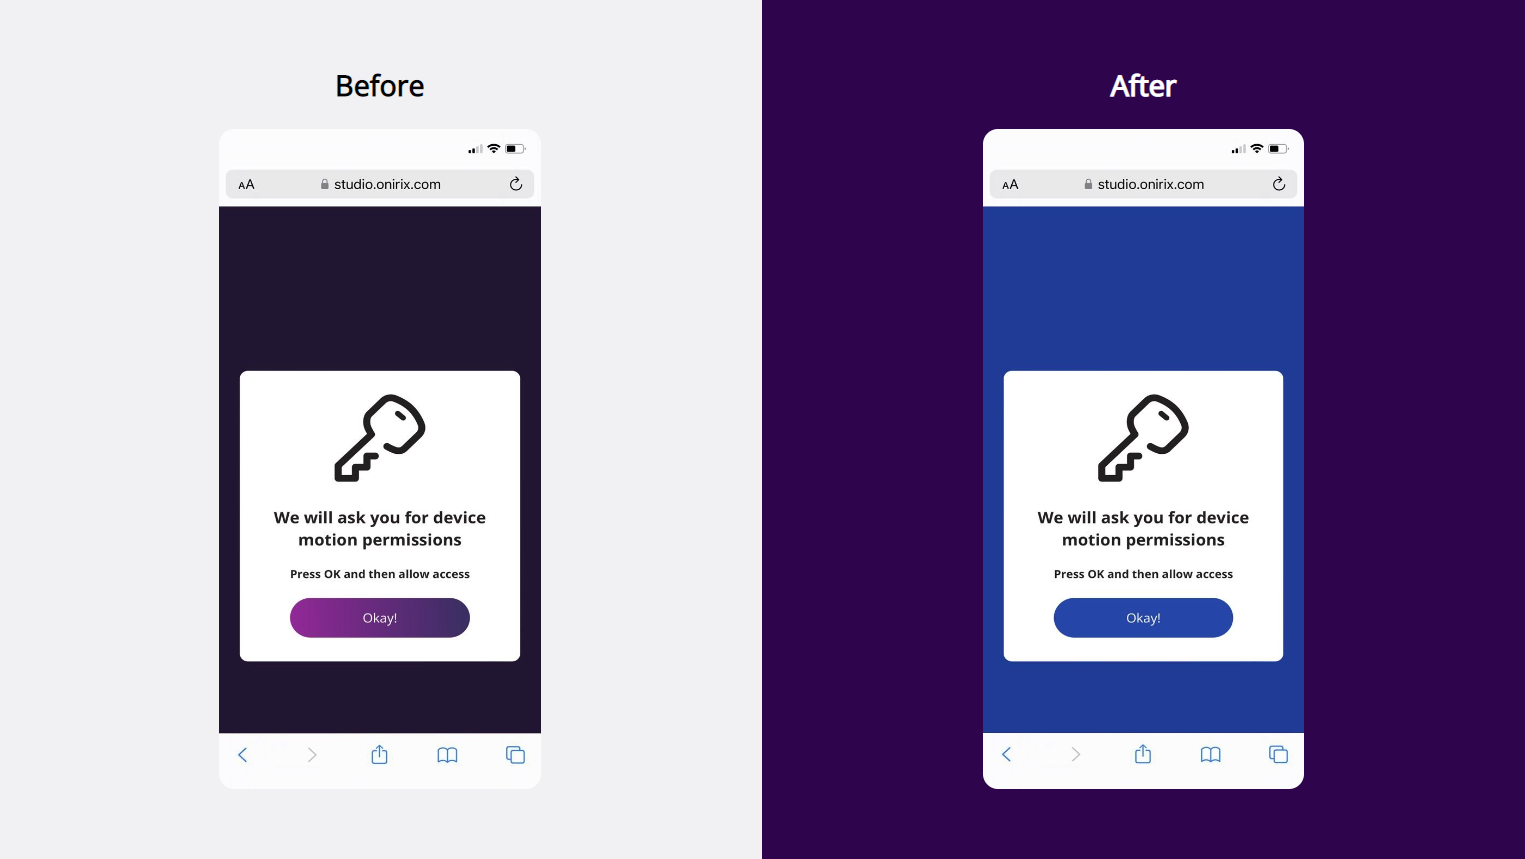 Before
AA studio.onirix.com
We will ask you for device
motion permissions
Press OK and then allow access
Okay!
After
AA studio.onirix.com
We will ask you for device
motion permissions
Press OK and then allow access
Okay!